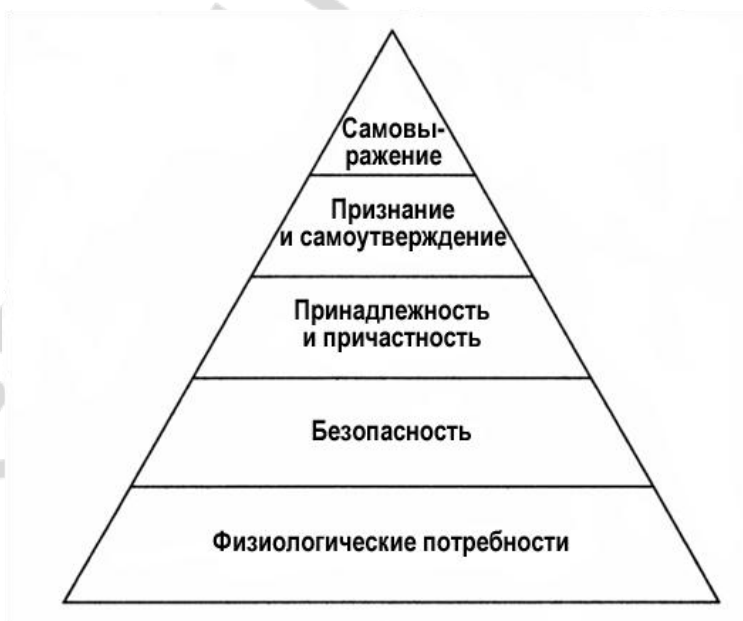 Самовы-
ражение
Признание
и самоутверждение
Принадлежность
и причастность
Безопасность
Физиологические потребности